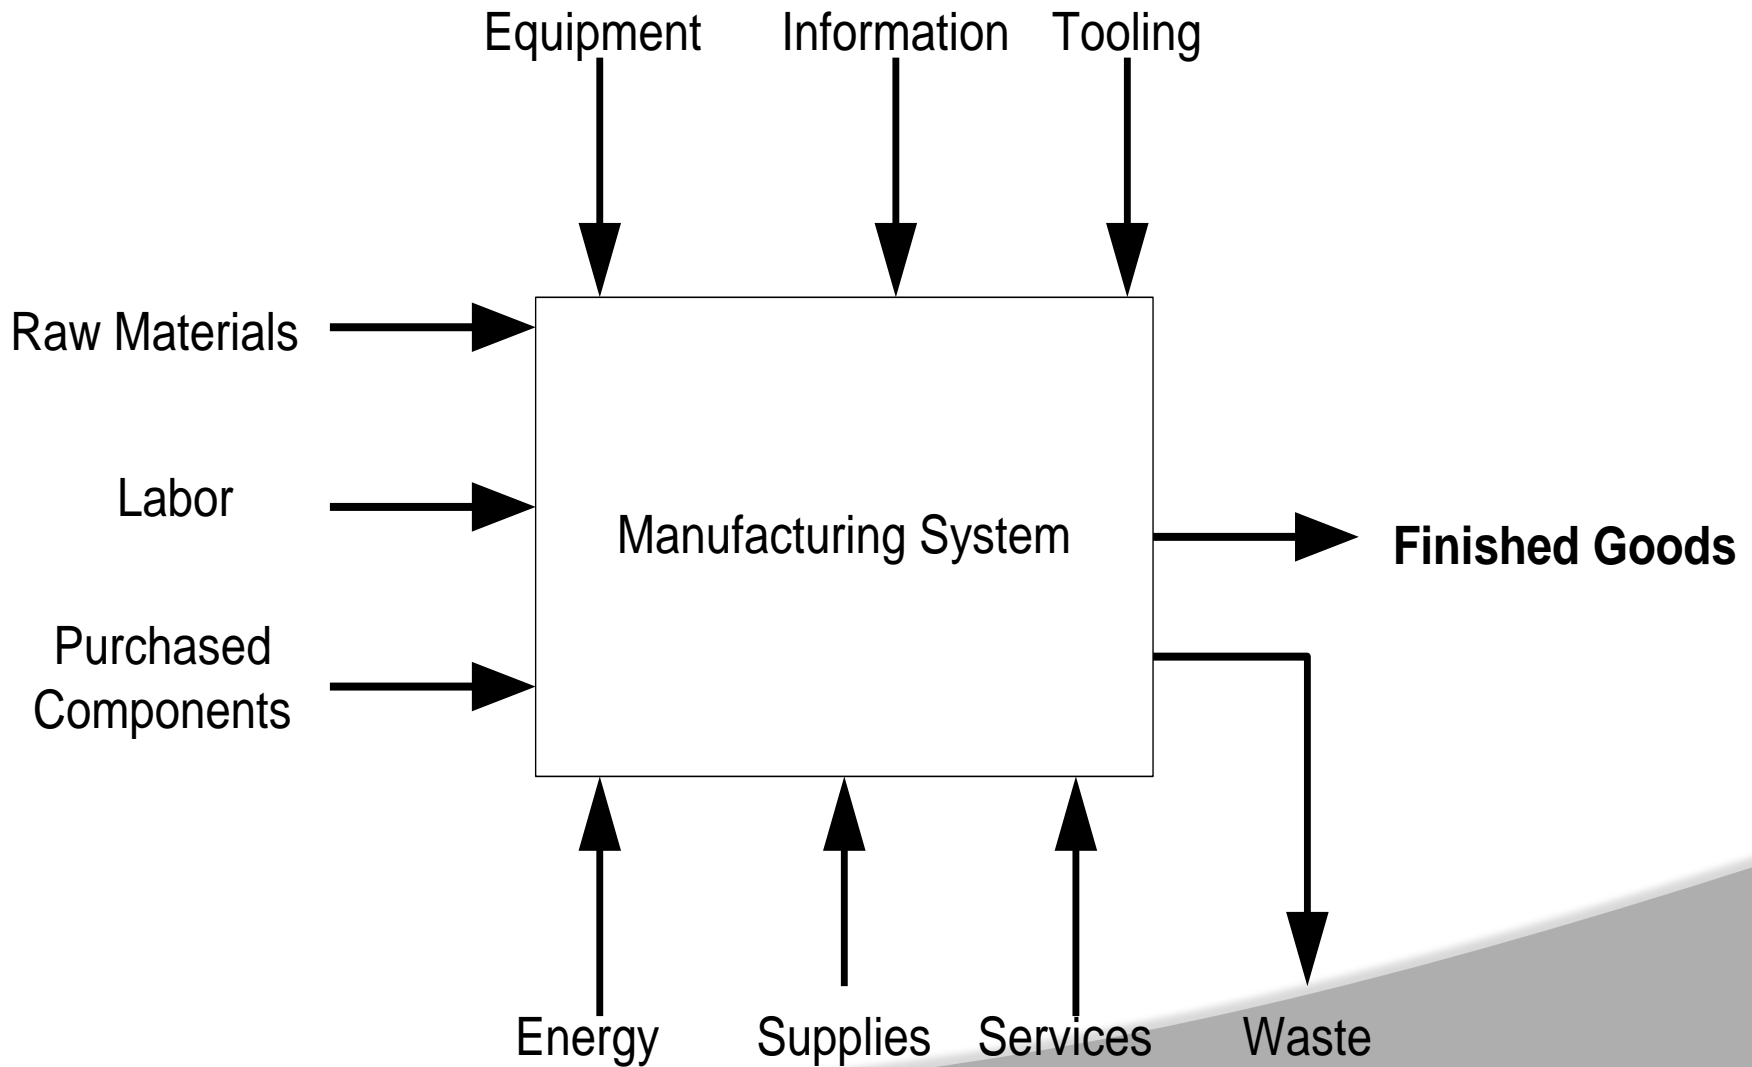 Equipment Information Tooling
Raw Materials
Labor
Manufacturing System
Finished Goods
Purchased
Components
Energy Supplies Services Waste